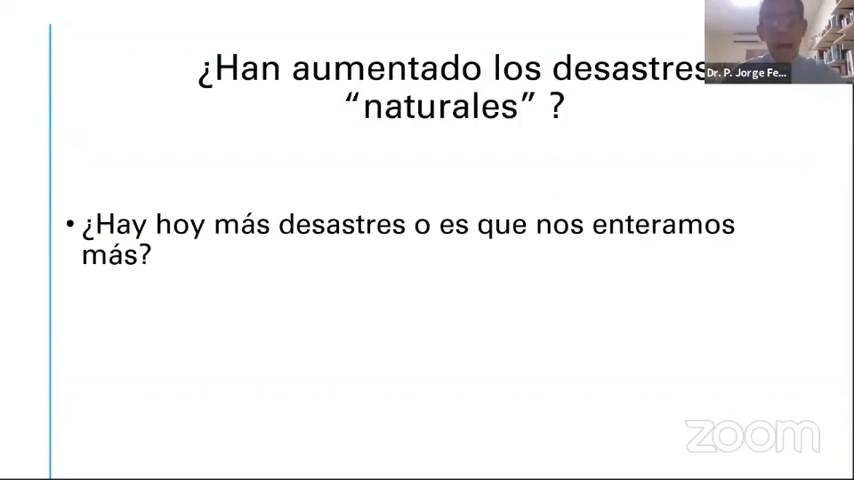 ¿Han aumentado los desastres
“naturales” ?
Dr. P. Jorge Fe...
• ¿Hay hoy más desastres o es que nos enteramos
más?
zoom